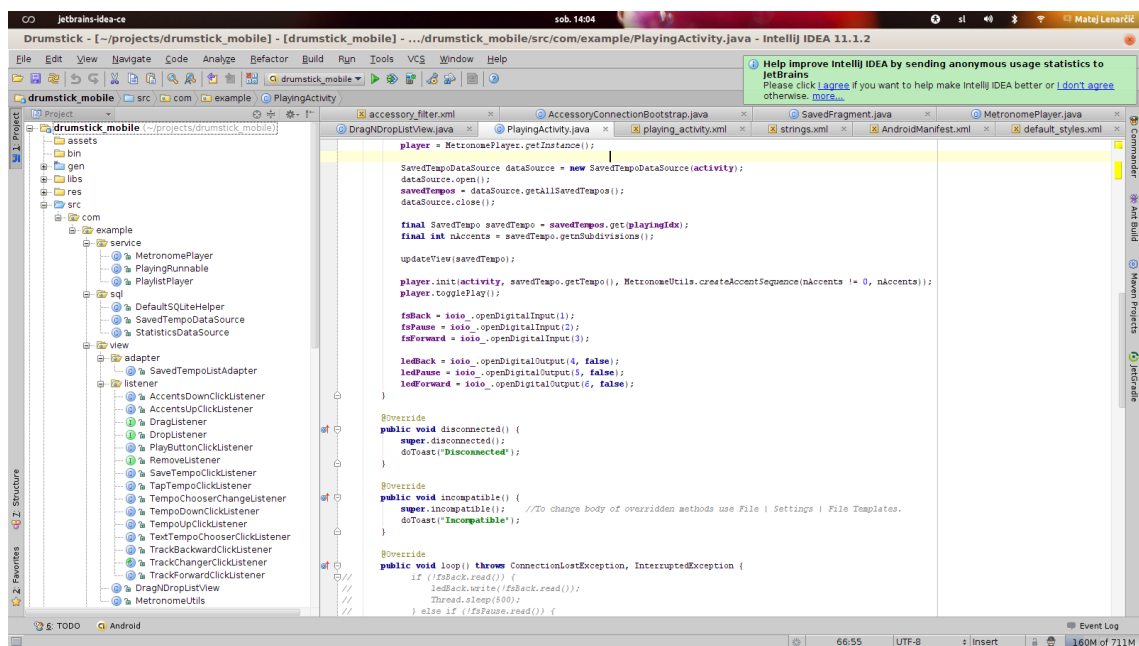 jetbrains-idea-ce sob. 14:04 sl Matej Lenarčič
Drumstick - [~/projects/drumstick_mobile] - [drumstick_mobile] - .../drumstick_mobile/src/com/example/PlayingActivity.java - IntelliJ IDEA 11.1.2
File Edit View Navigate Code Analyze Refactor Build Run Tools VCS Window Help
drumstick_mobile
Help improve IntelliJ IDEA by sending anonymous usage statistics to
JetBrains
Please click I agree if you want to help make IntelliJ IDEA better or I don't agree
otherwise. more...
drumstick_mobile src com example PlayingActivity
1: Project
Structure
7:
Favorites
2:
Project
drumstick_mobile (~/projects/drumstick_mobile)
assets
bin
gen
libs
res
src
com
example
service
MetronomePlayer
PlayingRunnable
PlaylistPlayer
sql
DefaultSQLiteHelper
SavedTempoDataSource
StatisticsDataSource
view
adapter
SavedTempoListAdapter
listener
AccentsDownClickListener
AccentsUpClickListener
DragListener
DropListener
PlayButtonClickListener
RemoveListener
SaveTempoClickListener
TapTempoClickListener
TempoChooserChangeListener
TempoDownClickListener
TempoUpClickListener
TextTempoChooserClickListener
TrackBackwardClickListener
TrackChangerClickListener
TrackForwardClickListener
DragNDropListView
MetronomeUtils
accessory_filter.xml AccessoryConnectionBootstrap.java SavedFragment.java MetronomePlayer.java
DragNDropListView.java PlayingActivity.java playing_activity.xml strings.xml AndroidManifest.xml default_styles.xml
player = MetronomePlayer.getInstance();
SavedTempoDataSource dataSource = new SavedTempoDataSource(activity);
dataSource.open();
savedTempos = dataSource.getAllSavedTempos();
dataSource.close();
final SavedTempo savedTempo = savedTempos.get(playingIdx);
final int nAccents = savedTempo.getnSubdivisions();
updateView(savedTempo);
player.init(activity, savedTempo.getTempo(), MetronomeUtils.createAccentSequence(nAccents != 0, nAccents));
player.togglePlay();
fsBack = ioio_.openDigitalInput(1);
fsPause = ioio_.openDigitalInput(2);
fsForward = ioio_.openDigitalInput(3);
ledBack = ioio_.openDigitalOutput(4, false);
ledPause = ioio_.openDigitalOutput(5, false);
ledForward = ioio_.openDigitalOutput(6, false);
}
@Override
public void disconnected() {
super.disconnected();
doToast("Disconnected");
}
@Override
public void incompatible() {
super.incompatible(); //To change body of overridden methods use File | Settings | File Templates.
doToast("Incompatible");
}
@Override
public void loop() throws ConnectionLostException, InterruptedException {
// if (!fsBack.read()) {
// ledBack.write(!fsBack.read());
// Thread.sleep(500);
// } else if (!fsPause.read()) {
Commander
Ant Build
Maven Projects
JetGradle
6: TODO Android Event Log
66:55 UTF-8 Insert 160M of 711M